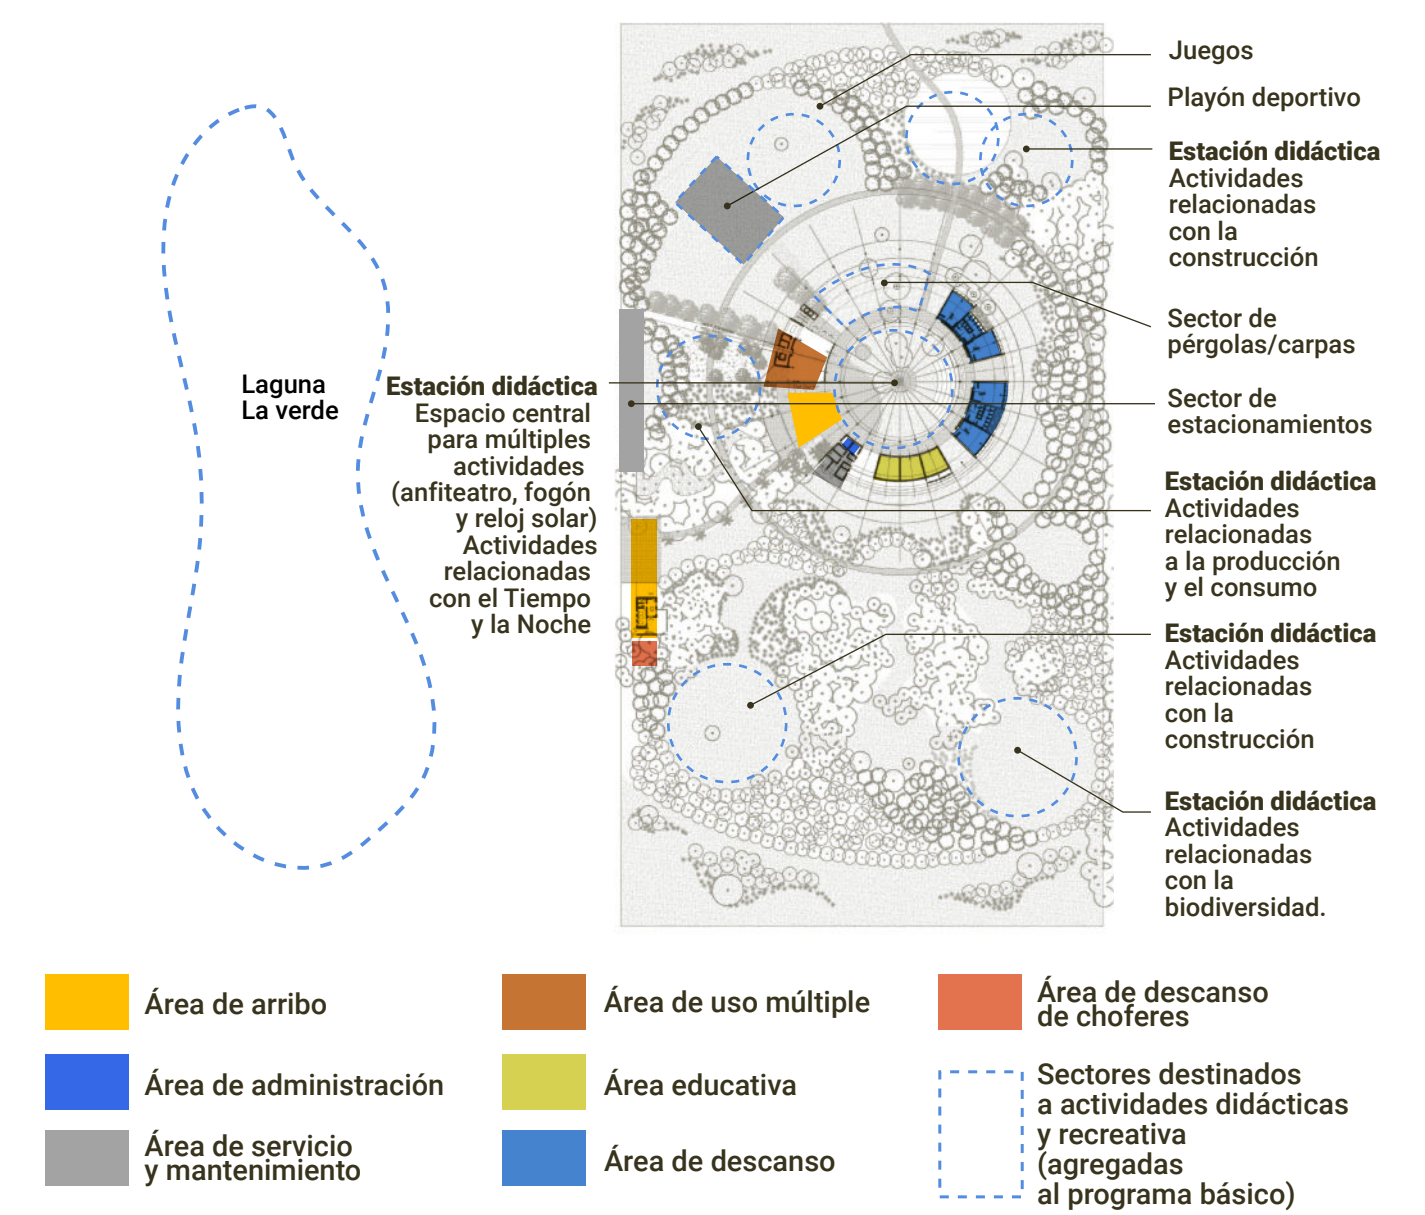 Juegos
Playón deportivo
Estación didáctica
Actividades
relacionadas
con la
construcción
Sector de
pérgolas/carpas
Sector de
estacionamientos
Estación didáctica
Actividades
relacionadas
a la producción
y el consumo
Estación didáctica
Actividades
relacionadas
con la
construcción
Estación didáctica
Actividades
relacionadas
con la
biodiversidad.
Laguna
La verde
Estación didáctica
Espacio central
para múltiples
actividades
(anfiteatro, fogón
y reloj solar)
Actividades
relacionadas
con el Tiempo
y la Noche
Área de arribo
Área de administración
Área de servicio
y mantenimiento
Área de uso múltiple
Área educativa
Área de descanso
Área de descanso
de choferes
Sectores destinados
a actividades didácticas
y recreativa
(agregadas
al programa básico)